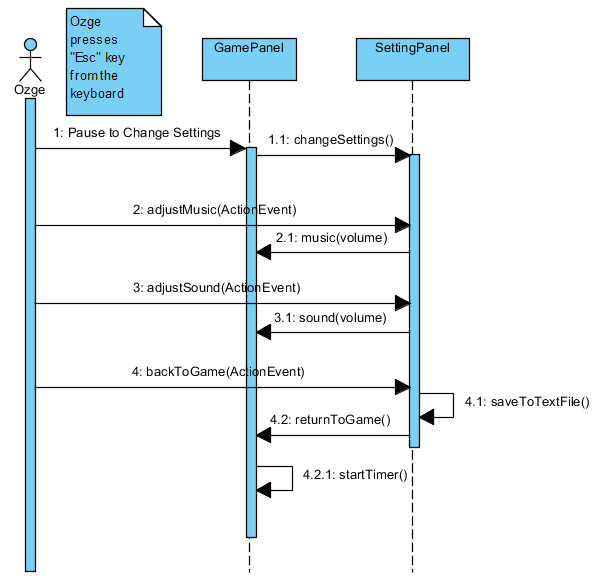 Ozge
presses
"Esc" key
from the
keyboard
GamePanel
SettingPanel
Ozge
1: Pause to Change Settings
1.1: changeSettings()
2: adjustMusic(ActionEvent)
2.1: music(volume)
3: adjustSound(ActionEvent)
3.1: sound(volume)
4: backToGame(ActionEvent)
4.1: saveToTextFile()
4.2: returnToGame()
4.2.1: startTimer()